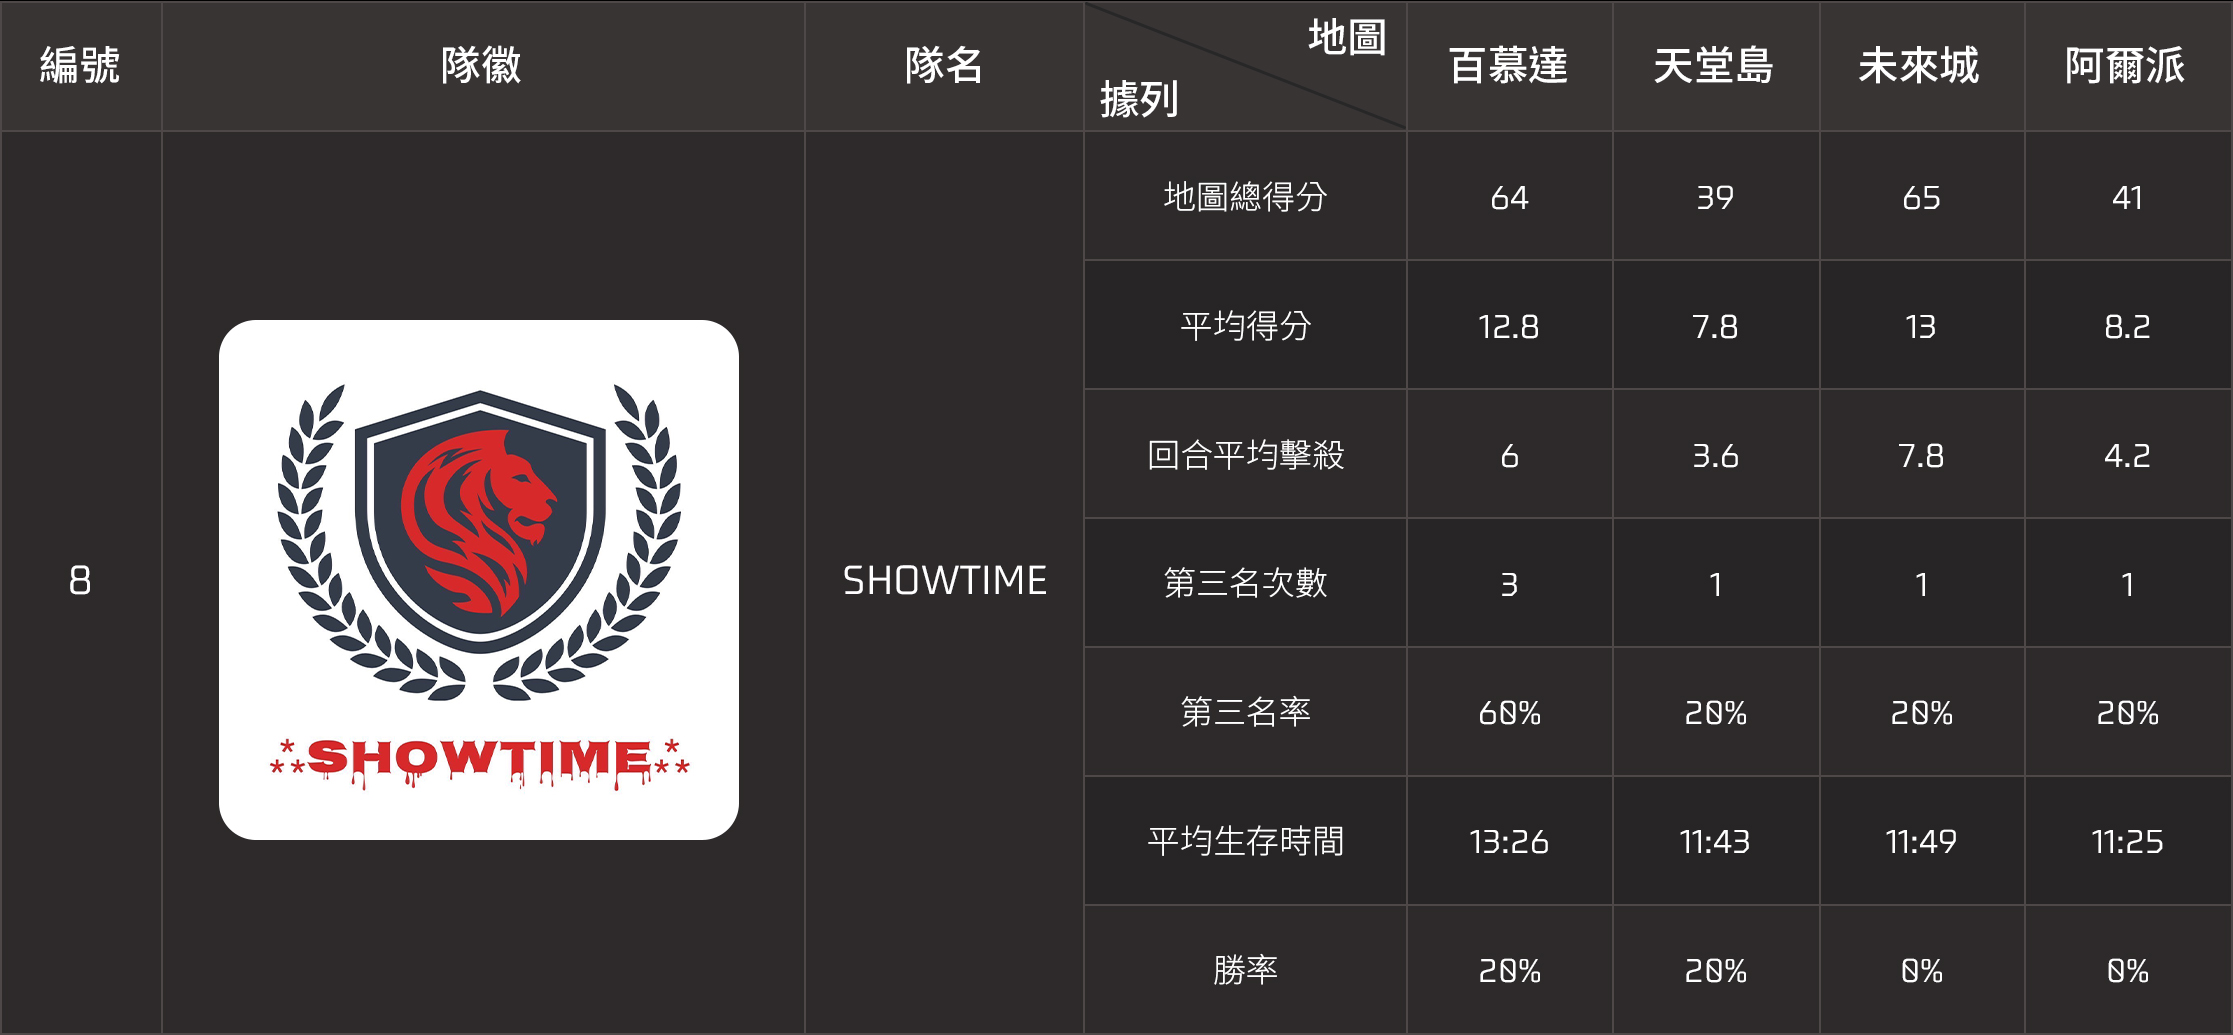 編號 隊徽 隊名 地圖 據列 百慕達 天堂島 未來城 阿爾派
地圖總得分 64 39 65 41
平均得分 12.8 7.8 13 8.2
回合平均擊殺 6 3.6 7.8 4.2
8 SHOWTIME 第三名次數 3 1 1 1
第三名率 60% 20% 20% 20%
***SHOWTIME***
平均生存時間 13:26 11:43 11:49 11:25
勝率 20% 20% 0% 0%